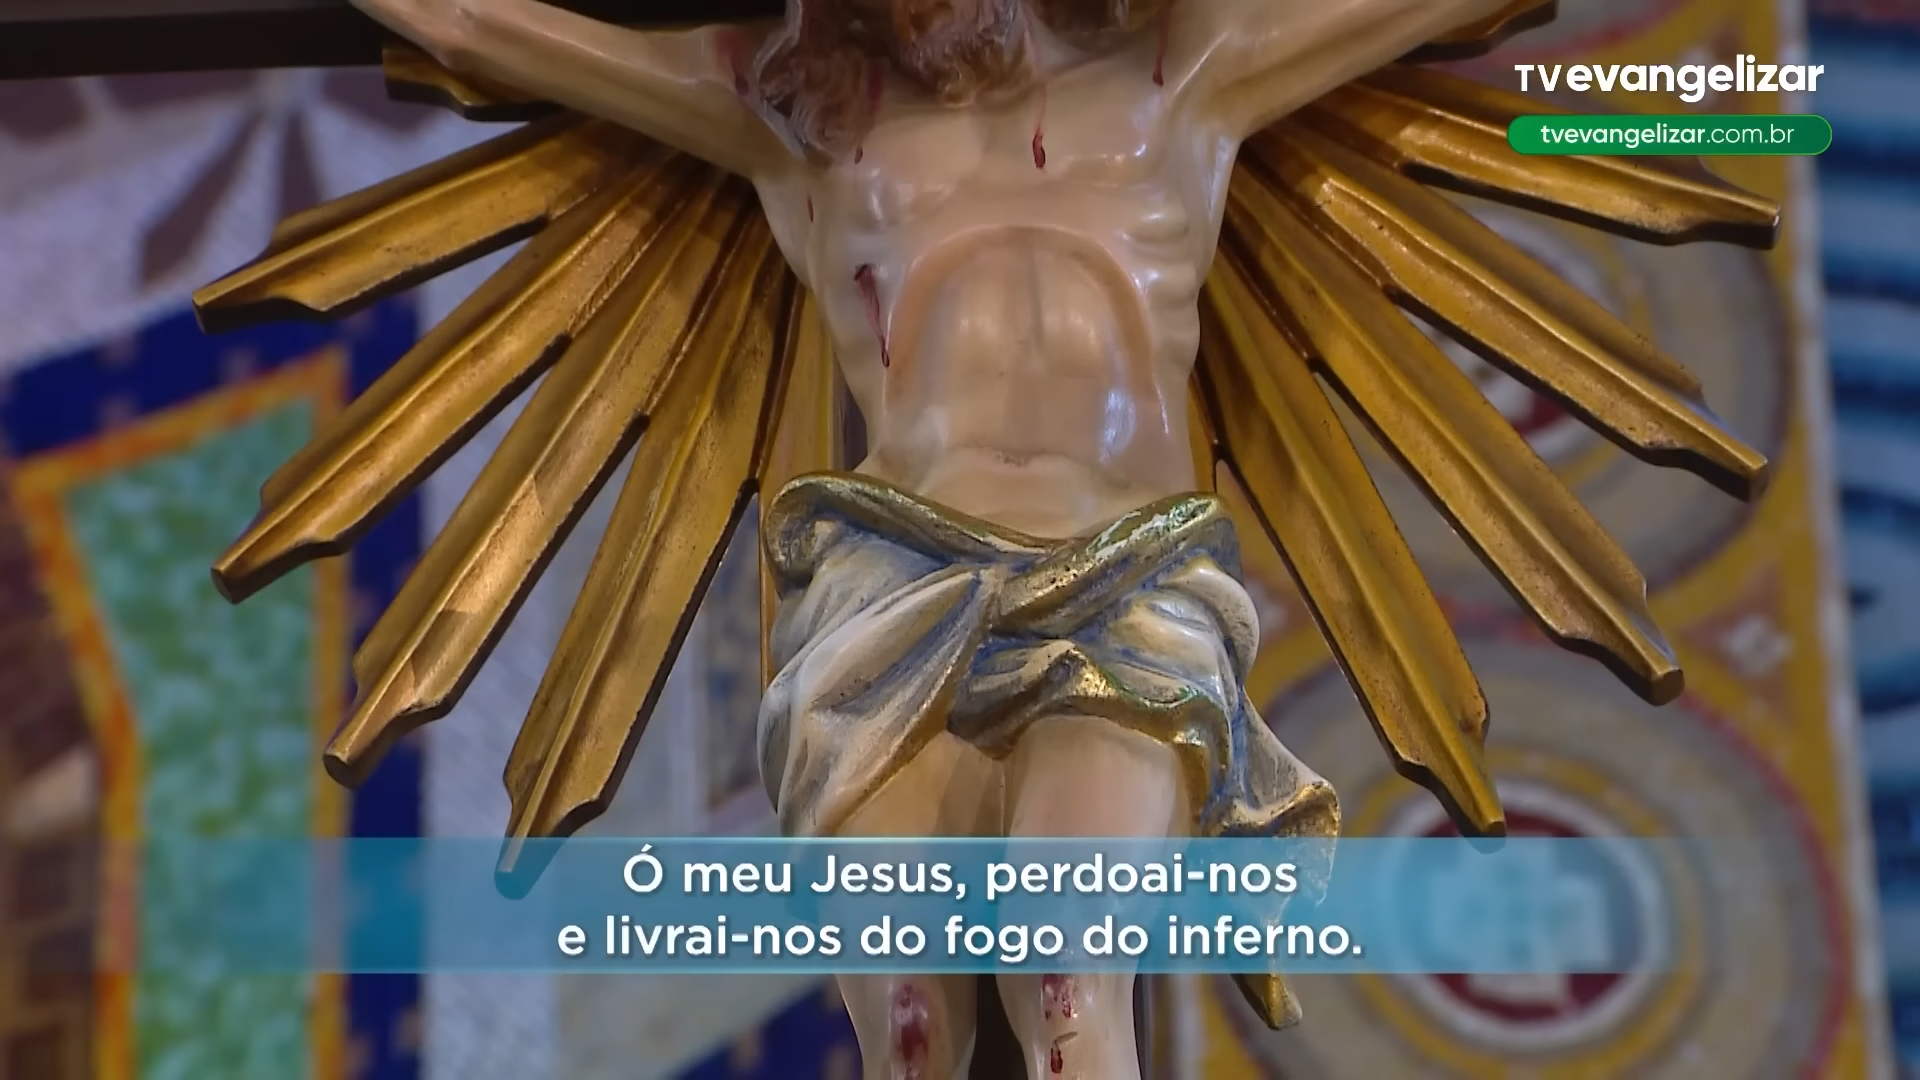 TVevangelizar
tvevangelizar.com.br
Ó meu Jesus, perdoai-nos
e livrai-nos do fogo do inferno.